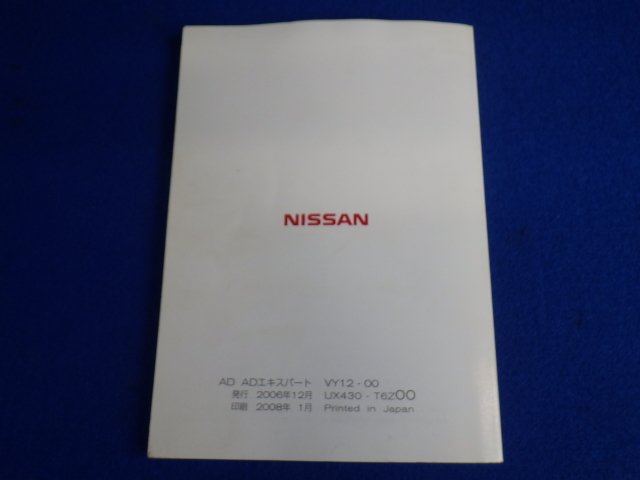 NISSAN
AD ADエキスパート VY12-00
発行 2006年12月 UX430-T6Z00
印刷 2008年 1月 Printed in Japan